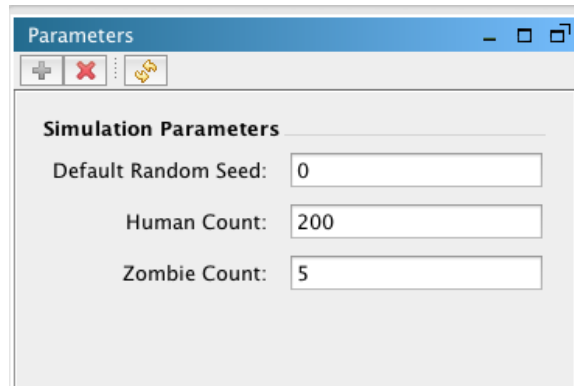 Parameters
Simulation Parameters
Default Random Seed: 0
Human Count: 200
Zombie Count: 5